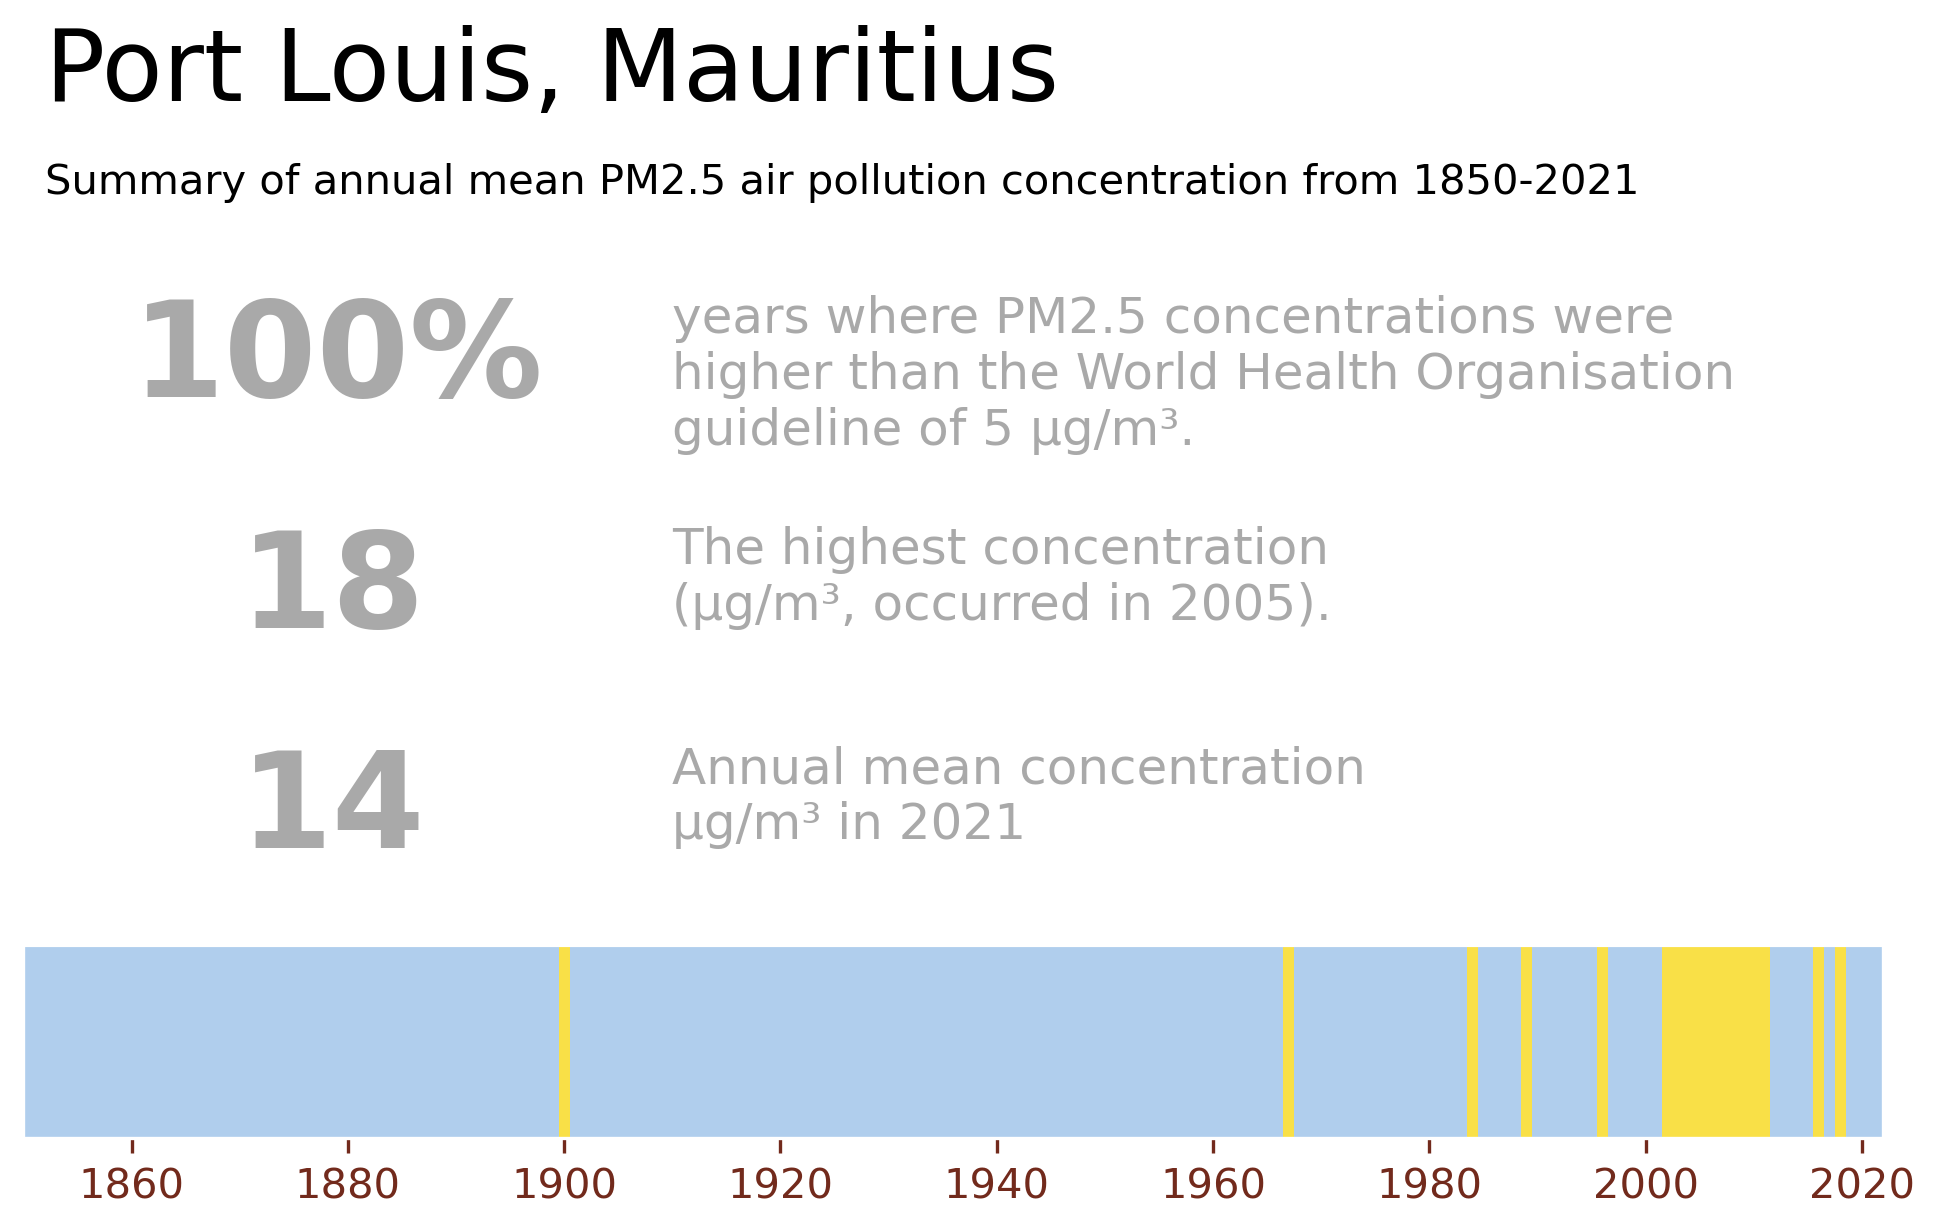 Port Louis, Mauritius
Summary of annual mean PM2.5 air pollution concentration from 1850-2021
100%
years where PM2.5 concentrations were
higher than the World Health Organisation
guideline of 5 µg/m³.
18
The highest concentration
(µg/m³, occurred in 2005).
14
Annual mean concentration
µg/m³ in 2021
1860 1880 1900 1920 1940 1960 1980 2000 2020